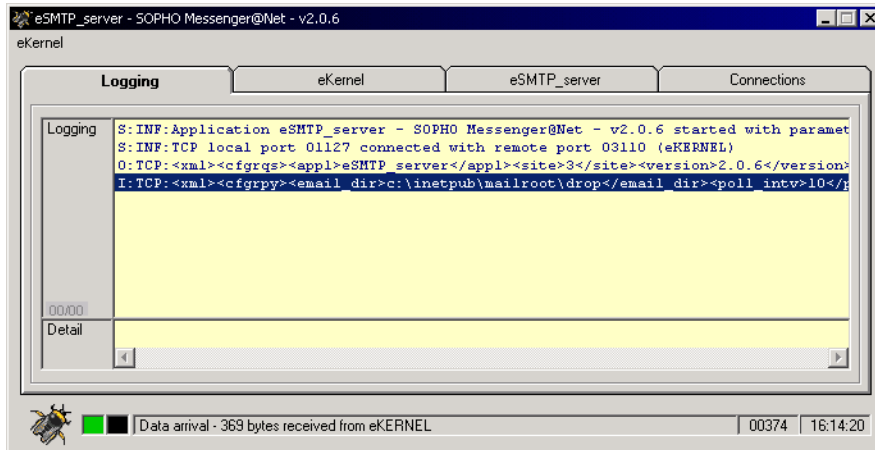 eSMTP_server - SOPHO Messenger@Net - v2.0.6
eKernel
Logging
eKernel
eSMTP_server
Connections
Logging
S:INF:Application eSMTP_server - SOPHO Messenger@Net - v2.0.6 started with paramet
S:INF:TCP local port 01127 connected with remote port 03110 (eKERNEL)
O:TCP:<xml><cfgrqs><appl>eSMTP_server</appl><site>3</site><version>2.0.6</version>
I:TCP:<xml><cfgrpy><email_dir>c:\inetpub\mailroot\drop</email_dir><poll_intv>10</p
00/00
Detail
Data arrival - 369 bytes received from eKERNEL
00374
16:14:20